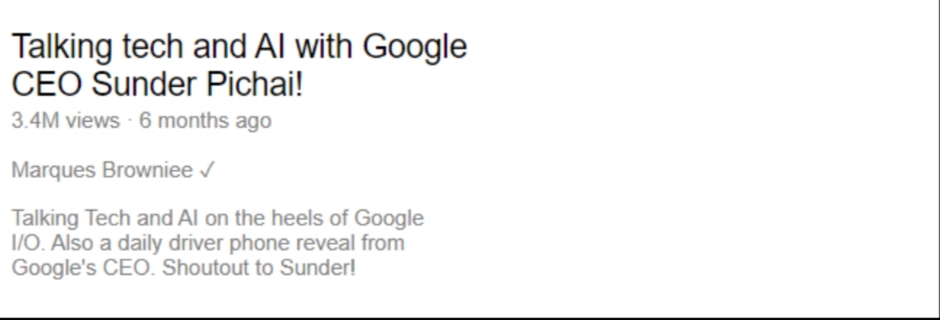 Talking tech and AI with Google
CEO Sunder Pichai!
3.4M views · 6 months ago
Marques Browniee ✓
Talking Tech and AI on the heels of Google
I/O. Also a daily driver phone reveal from
Google's CEO. Shoutout to Sunder!